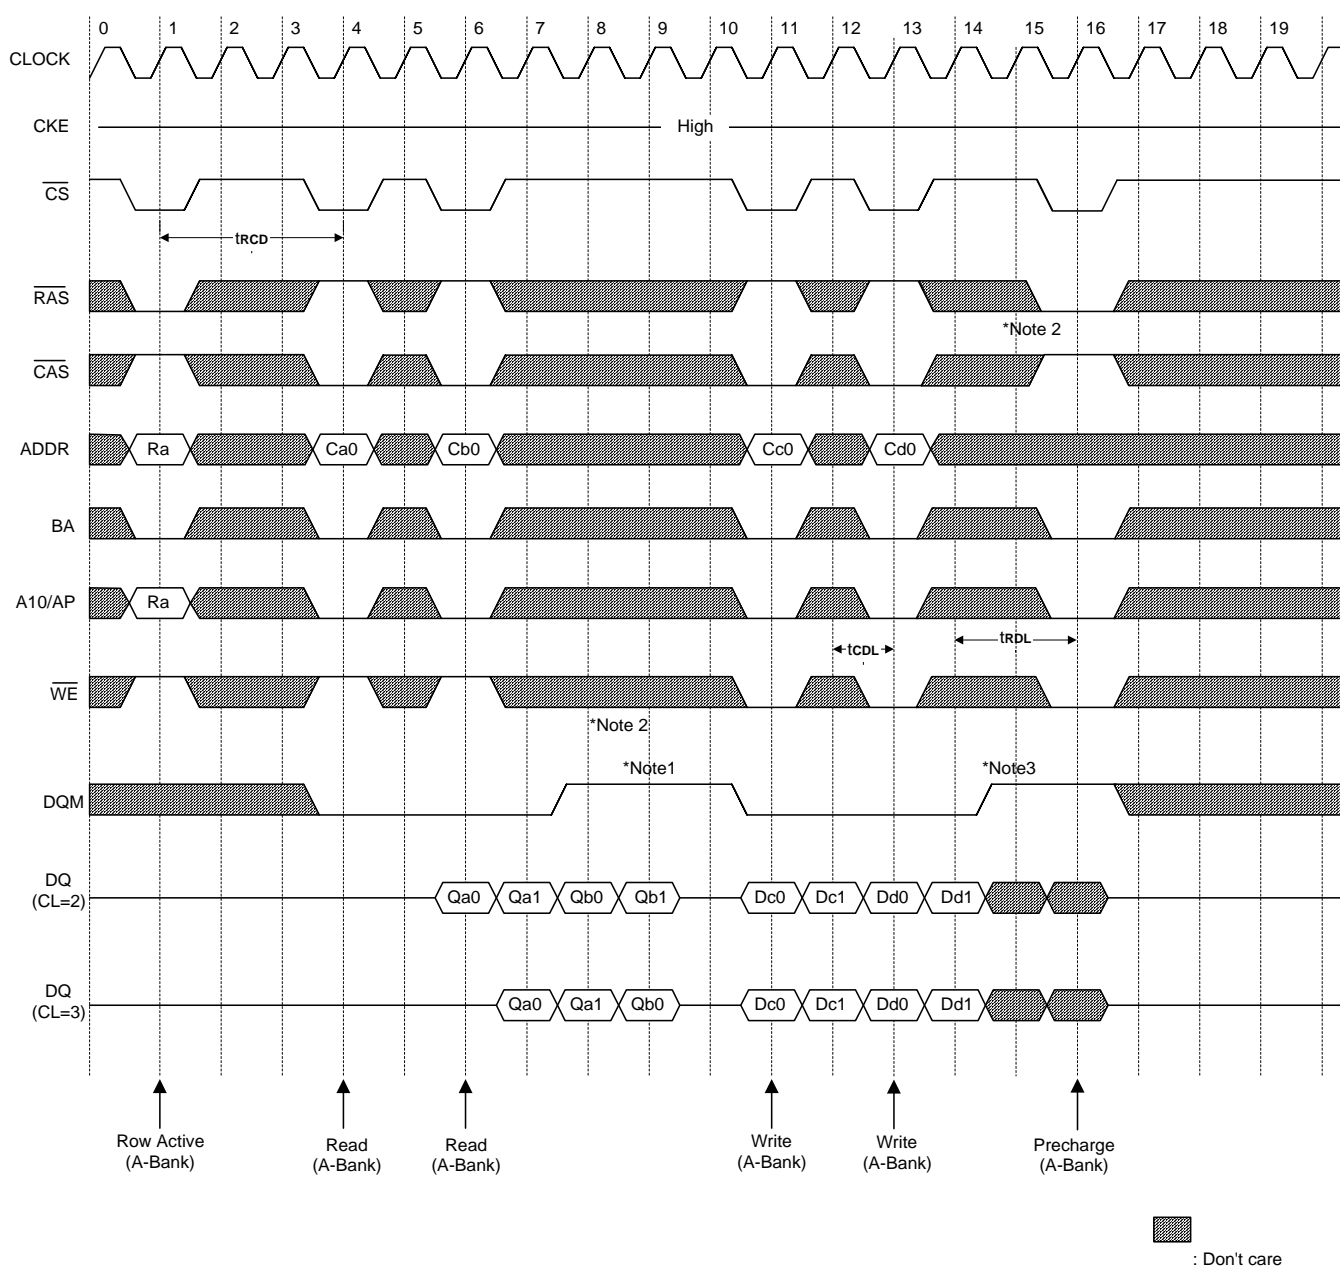 0 1 2 3 4 5 6 7 8 9 10 11 12 13 14 15 16 17 18 19
CLOCK
CKE High
CS
tRCD
RAS
*Note 2
CAS
ADDR Ra Ca0 Cb0 Cc0 Cd0
BA
A10/AP Ra
tCDL tRDL
WE
*Note 2
*Note1 *Note3
DQM
DQ
(CL=2) Qa0 Qa1 Qb0 Qb1 Dc0 Dc1 Dd0 Dd1
DQ
(CL=3) Qa0 Qa1 Qb0 Dc0 Dc1 Dd0 Dd1
Row Active
(A-Bank)
Read
(A-Bank)
Read
(A-Bank)
Write
(A-Bank)
Write
(A-Bank)
Precharge
(A-Bank)
: Don't care